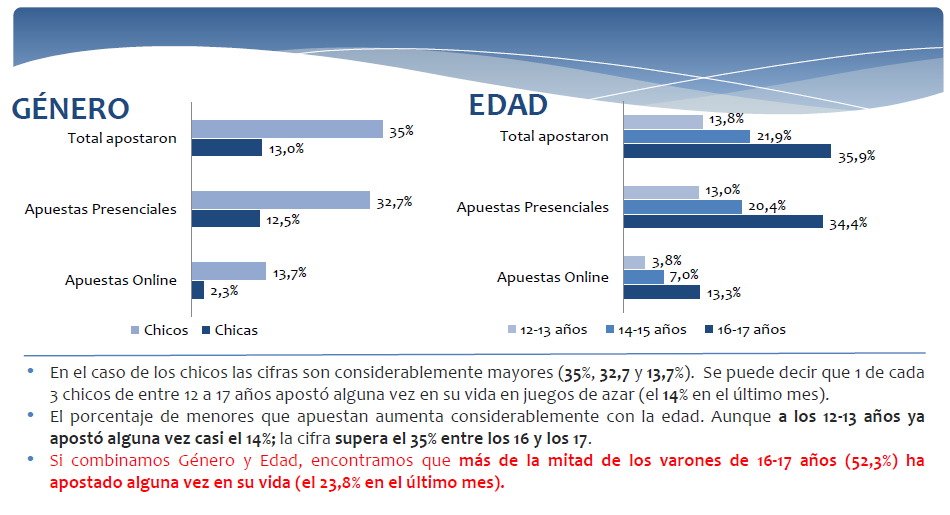 GÉNERO
Total apostaron
35%
13,0%
Apuestas Presenciales
32,7%
12,5%
Apuestas Online
13,7%
2,3%
Chicos
Chicas
EDAD
Total apostaron
13,8%
21,9%
35,9%
Apuestas Presenciales
13,0%
20,4%
34,4%
Apuestas Online
3,8%
7,0%
13,3%
12-13 años
14-15 años
16-17 años
• En el caso de los chicos las cifras son considerablemente mayores (35%, 32,7 y 13,7%). Se puede decir que 1 de cada
3 chicos de entre 12 a 17 años apostó alguna vez en su vida en juegos de azar (el 14% en el último mes).
• El porcentaje de menores que apuestan aumenta considerablemente con la edad. Aunque a los 12-13 años ya
apostó alguna vez casi el 14%; la cifra supera el 35% entre los 16 y los 17.
• Si combinamos Género y Edad, encontramos que más de la mitad de los varones de 16-17 años (52,3%) ha
apostado alguna vez en su vida (el 23,8% en el último mes).